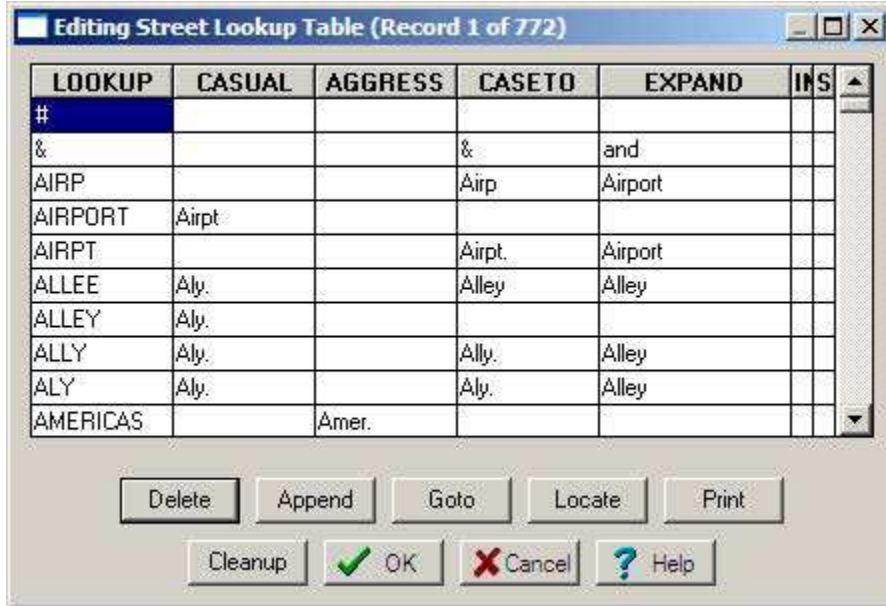 Editing Street Lookup Table (Record 1 of 772)
LOOKUP CASUAL AGGRESS CASETO EXPAND IN S
#
& & and
AIRP Airp Airport
AIRPORT Airpt
AIRPT Airpt. Airport
ALLEE Aly. Alley Alley
ALLEY Aly.
ALLY Aly. Ally. Alley
ALY Aly. Aly. Alley
AMERICAS Amer.
Delete Append Goto Locate Print
Cleanup OK Cancel Help